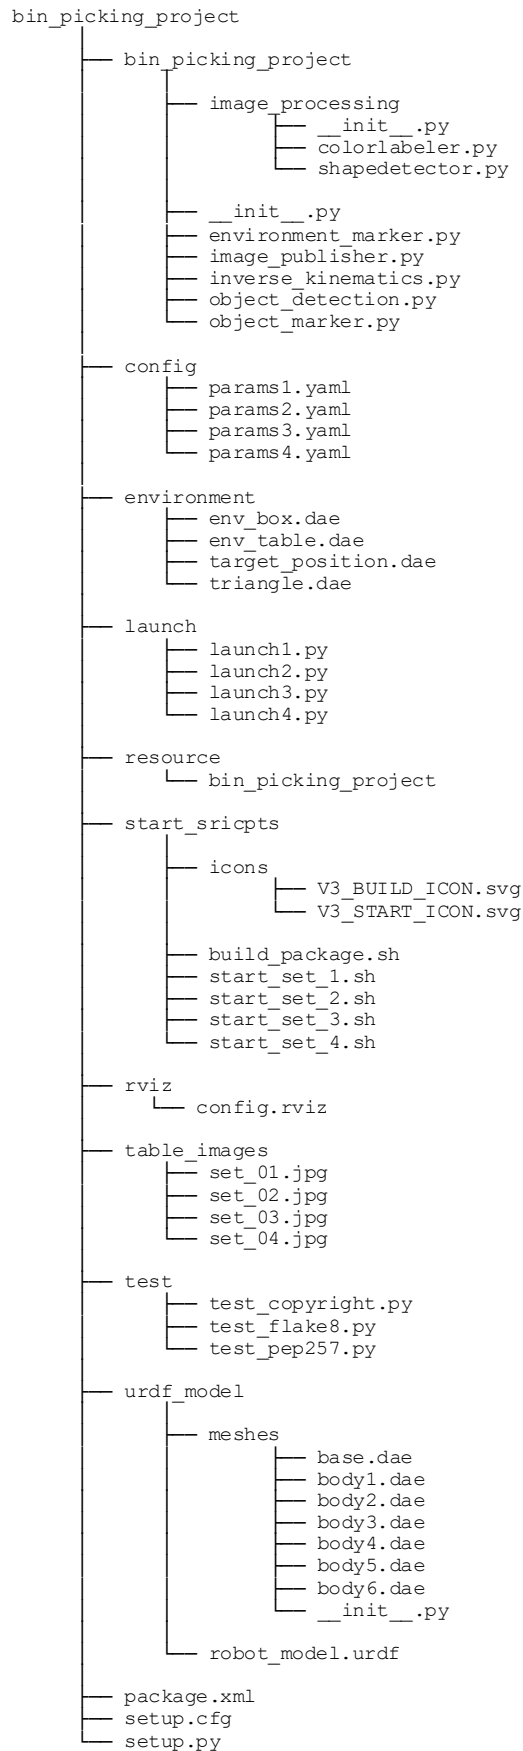 bin_picking_project
bin_picking_project
image_processing
__init__.py
colorlabeler.py
shapedetector.py
__init__.py
environment_marker.py
image_publisher.py
inverse_kinematics.py
object_detection.py
object_marker.py
config
params1.yaml
params2.yaml
params3.yaml
params4.yaml
environment
env_box.dae
env_table.dae
target_position.dae
triangle.dae
launch
launch1.py
launch2.py
launch3.py
launch4.py
resource
bin_picking_project
start_sricpts
icons
V3_BUILD_ICON.svg
V3_START_ICON.svg
build_package.sh
start_set_1.sh
start_set_2.sh
start_set_3.sh
start_set_4.sh
rviz
config.rviz
table_images
set_01.jpg
set_02.jpg
set_03.jpg
set_04.jpg
test
test_copyright.py
test_flake8.py
test_pep257.py
urdf_model
meshes
base.dae
body1.dae
body2.dae
body3.dae
body4.dae
body5.dae
body6.dae
__init__.py
robot_model.urdf
package.xml
setup.cfg
setup.py